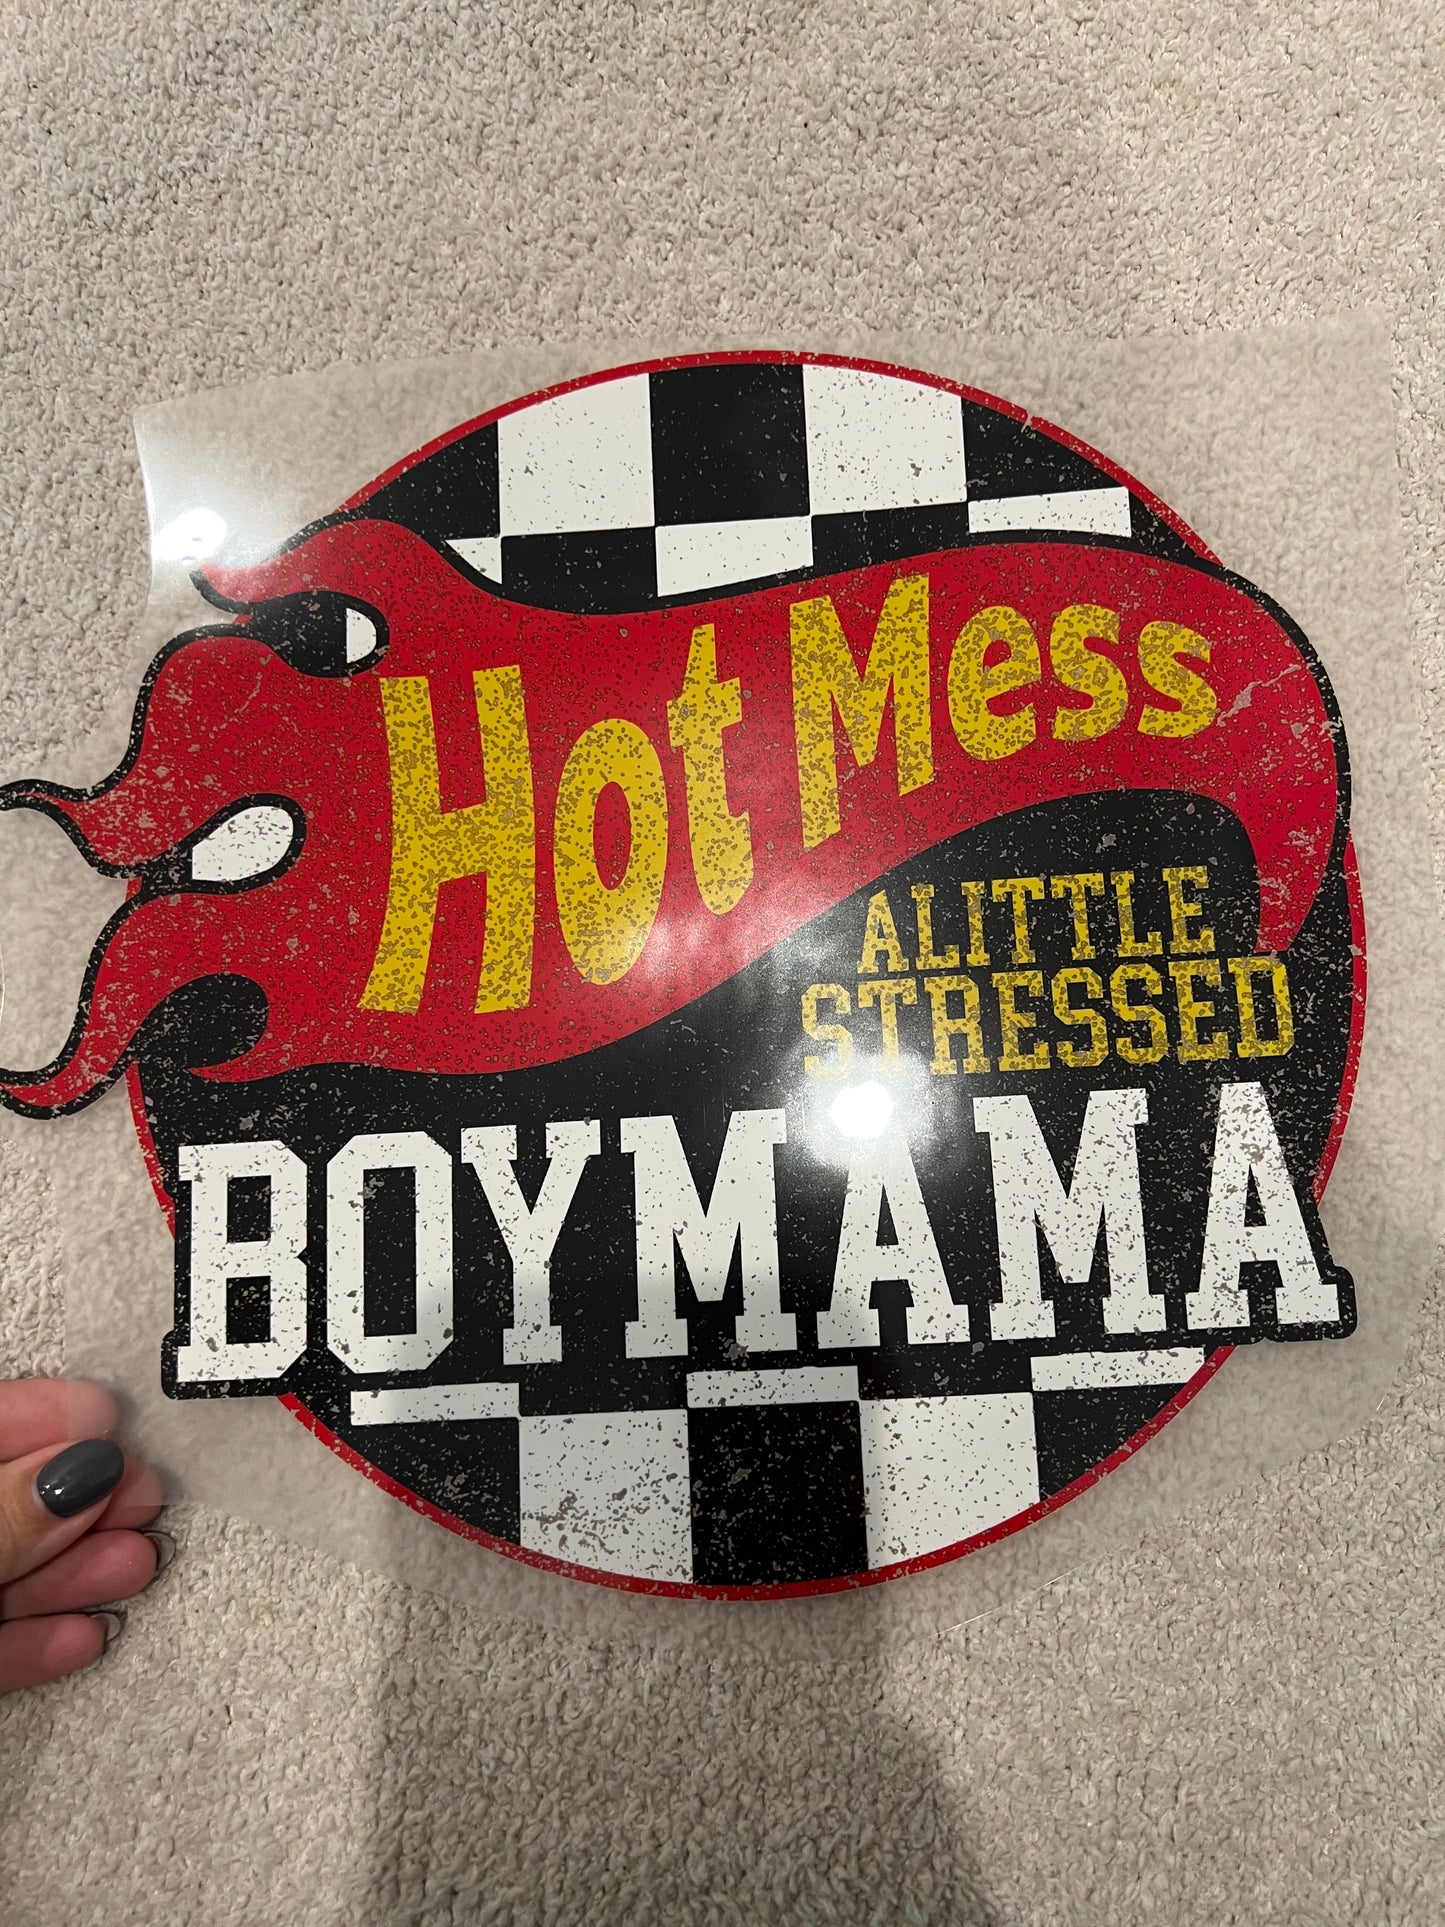 Hot Mess
ALITTLE
STRESSED
BOYMAMA